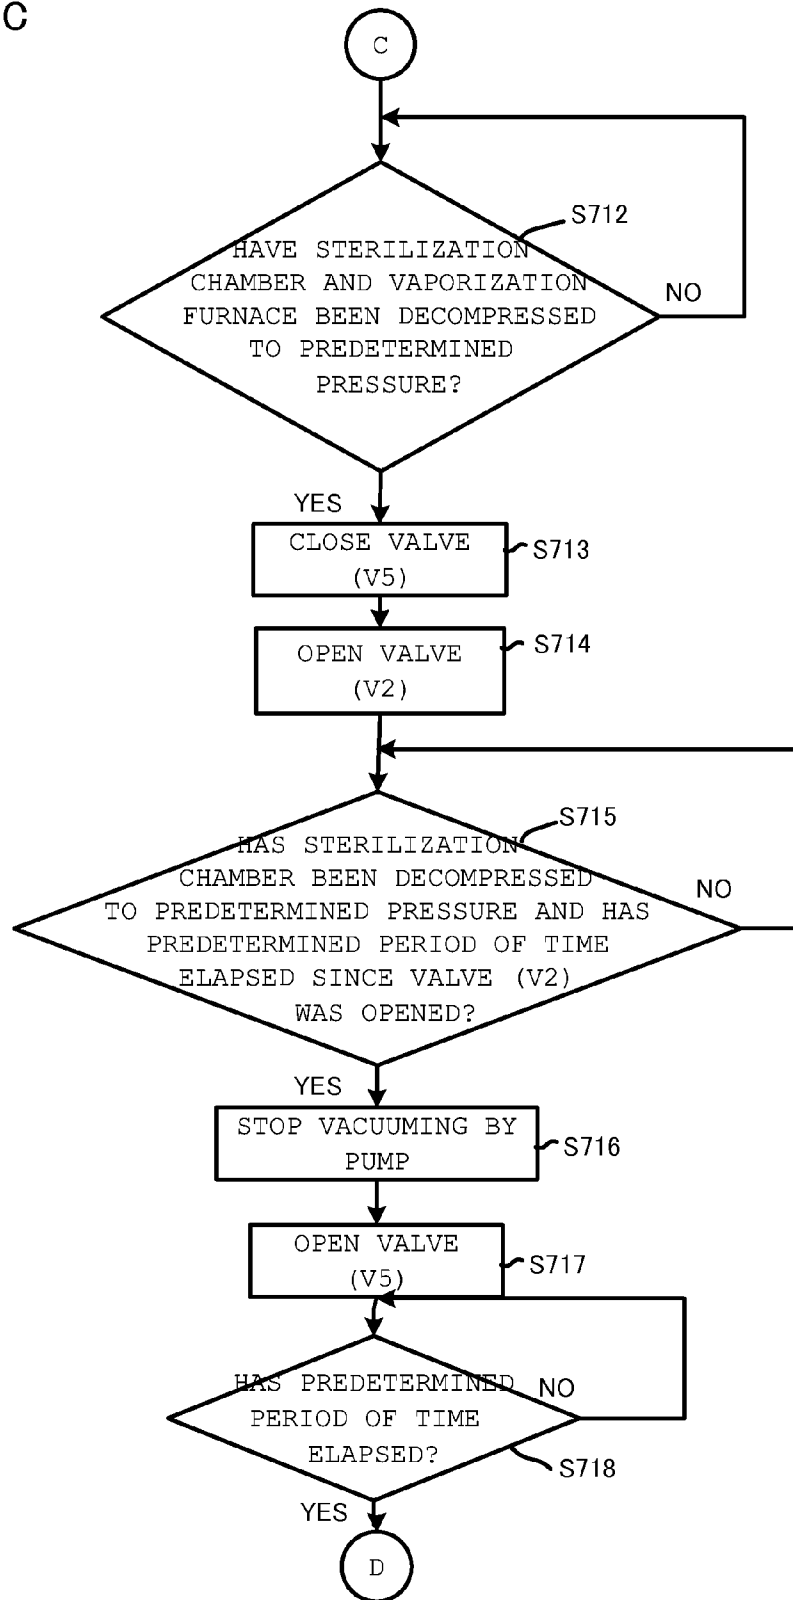 C
C
S712
HAVE STERILIZATION
CHAMBER AND VAPORIZATION
FURNACE BEEN DECOMPRESSED
TO PREDETERMINED
PRESSURE?
NO
YES
CLOSE VALVE
(V5)
S713
OPEN VALVE
(V2)
S714
S715
HAS STERILIZATION
CHAMBER BEEN DECOMPRESSED
TO PREDETERMINED PRESSURE AND HAS
PREDETERMINED PERIOD OF TIME
ELAPSED SINCE VALVE (V2)
WAS OPENED?
NO
YES
STOP VACUUMING BY
PUMP
S716
OPEN VALVE
(V5)
S717
HAS PREDETERMINED
PERIOD OF TIME
ELAPSED?
NO
S718
YES
D